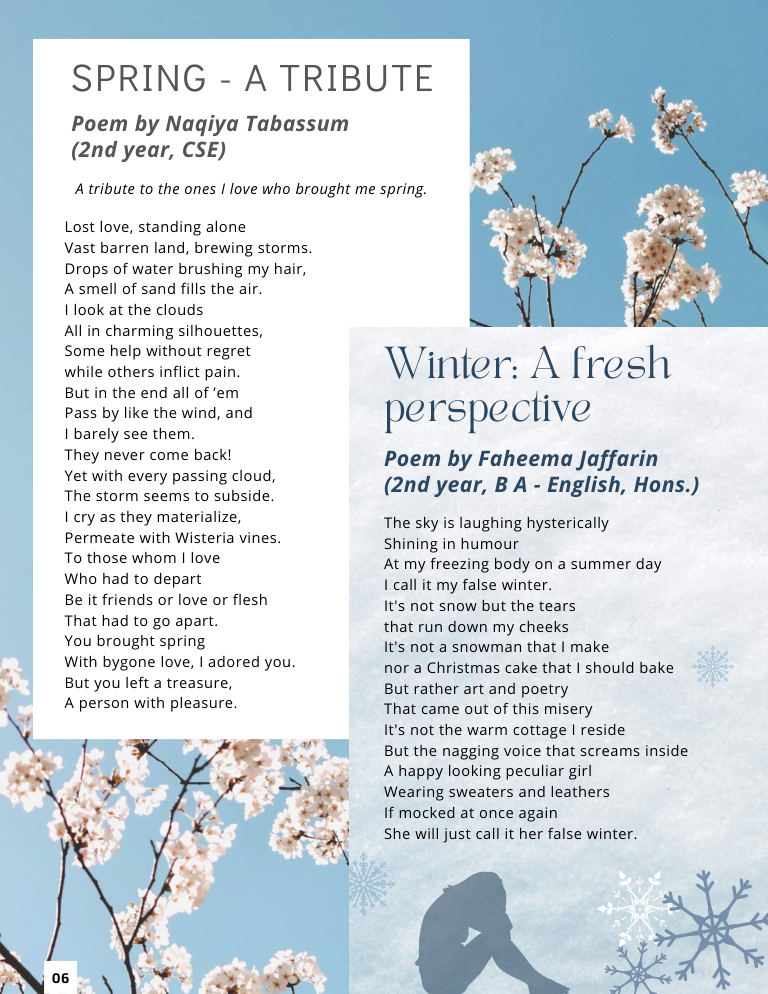 SPRING - A TRIBUTE
Poem by Naqiya Tabassum
(2nd year, CSE)
A tribute to the ones I love who brought me spring.
Lost love, standing alone
Vast barren land, brewing storms.
Drops of water brushing my hair,
A smell of sand fills the air.
I look at the clouds
All in charming silhouettes,
Some help without regret
while others inflict pain.
But in the end all of ’em
Pass by like the wind, and
I barely see them.
They never come back!
Yet with every passing cloud,
The storm seems to subside.
I cry as they materialize,
Permeate with Wisteria vines.
To those whom I love
Who had to depart
Be it friends or love or flesh
That had to go apart.
You brought spring
With bygone love, I adored you.
But you left a treasure,
A person with pleasure.
Winter: A fresh
perspective
Poem by Faheema Jaffarin
(2nd year, B A - English, Hons.)
The sky is laughing hysterically
Shining in humour
At my freezing body on a summer day
I call it my false winter.
It's not snow but the tears
that run down my cheeks
It's not a snowman that I make
nor a Christmas cake that I should bake
But rather art and poetry
That came out of this misery
It's not the warm cottage I reside
But the nagging voice that screams inside
A happy looking peculiar girl
Wearing sweaters and leathers
If mocked at once again
She will just call it her false winter.
06